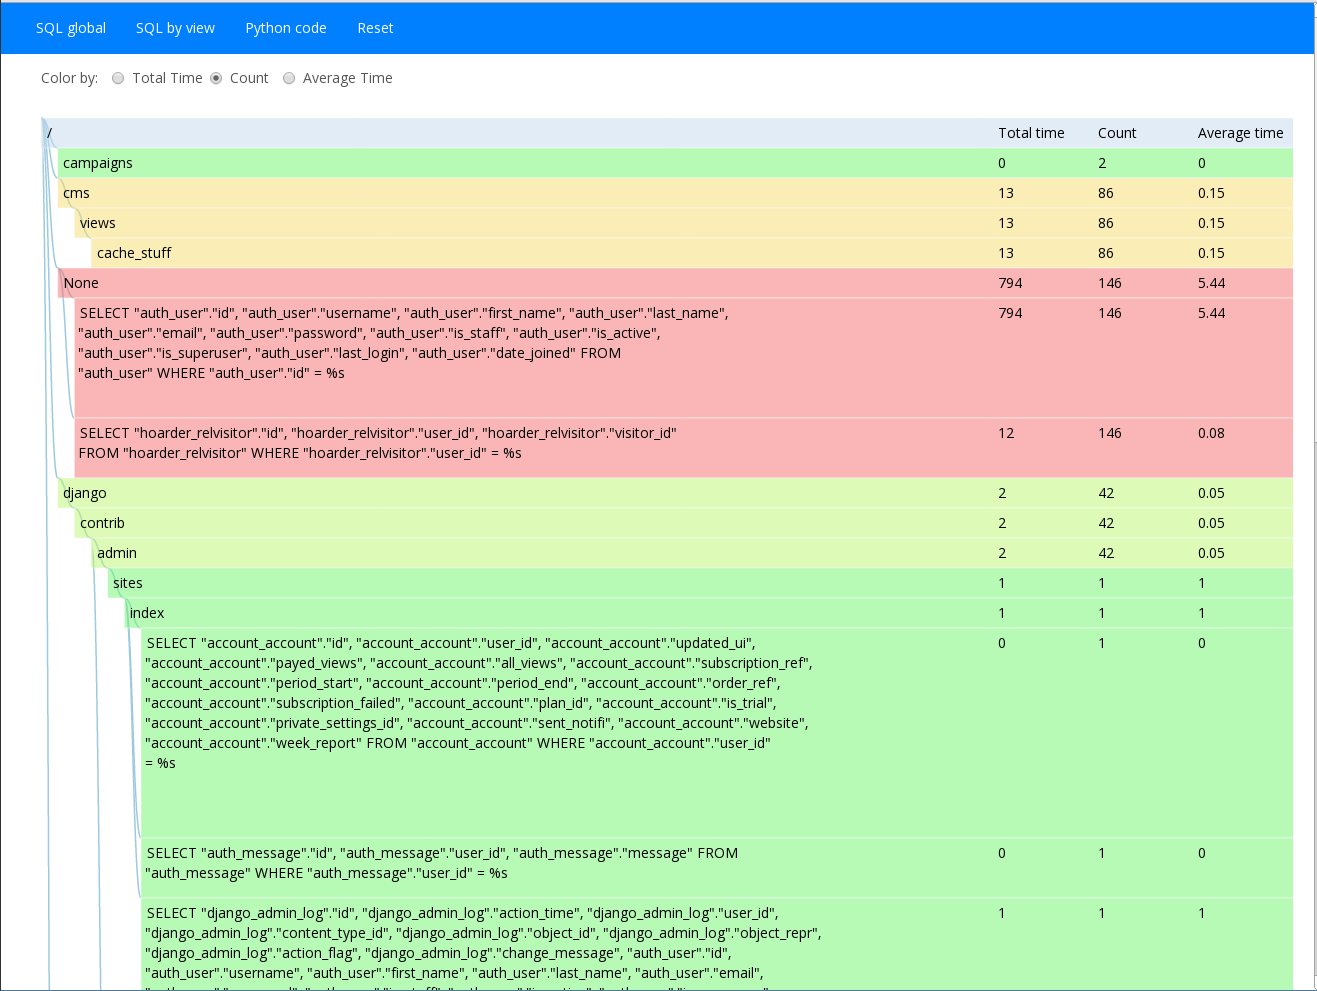 SQL global SQL by view Python code Reset
Color by: Total Time Count Average Time
/ Total time Count Average time
campaigns 0 2 0
cms 13 86 0.15
views 13 86 0.15
cache_stuff 13 86 0.15
None 794 146 5.44
SELECT "auth_user"."id", "auth_user"."username", "auth_user"."first_name", "auth_user"."last_name", 794 146 5.44
"auth_user"."email", "auth_user"."password", "auth_user"."is_staff", "auth_user"."is_active",
"auth_user"."is_superuser", "auth_user"."last_login", "auth_user"."date_joined" FROM
"auth_user" WHERE "auth_user"."id" = %s
SELECT "hoarder_relvisitor"."id", "hoarder_relvisitor"."user_id", "hoarder_relvisitor"."visitor_id" 12 146 0.08
FROM "hoarder_relvisitor" WHERE "hoarder_relvisitor"."user_id" = %s
django 2 42 0.05
contrib 2 42 0.05
admin 2 42 0.05
sites 1 1 1
index 1 1 1
SELECT "account_account"."id", "account_account"."user_id", "account_account"."updated_ui", 0 1 0
"account_account"."payed_views", "account_account"."all_views", "account_account"."subscription_ref",
"account_account"."period_start", "account_account"."period_end", "account_account"."order_ref",
"account_account"."subscription_failed", "account_account"."plan_id", "account_account"."is_trial",
"account_account"."private_settings_id", "account_account"."sent_notifi", "account_account"."website",
"account_account"."week_report" FROM "account_account" WHERE "account_account"."user_id"
= %s
SELECT "auth_message"."id", "auth_message"."user_id", "auth_message"."message" FROM 0 1 0
"auth_message" WHERE "auth_message"."user_id" = %s
SELECT "django_admin_log"."id", "django_admin_log"."action_time", "django_admin_log"."user_id", 1 1 1
"django_admin_log"."content_type_id", "django_admin_log"."object_id", "django_admin_log"."object_repr",
"django_admin_log"."action_flag", "django_admin_log"."change_message", "auth_user"."id",
"auth_user"."username", "auth_user"."first_name", "auth_user"."last_name", "auth_user"."email",